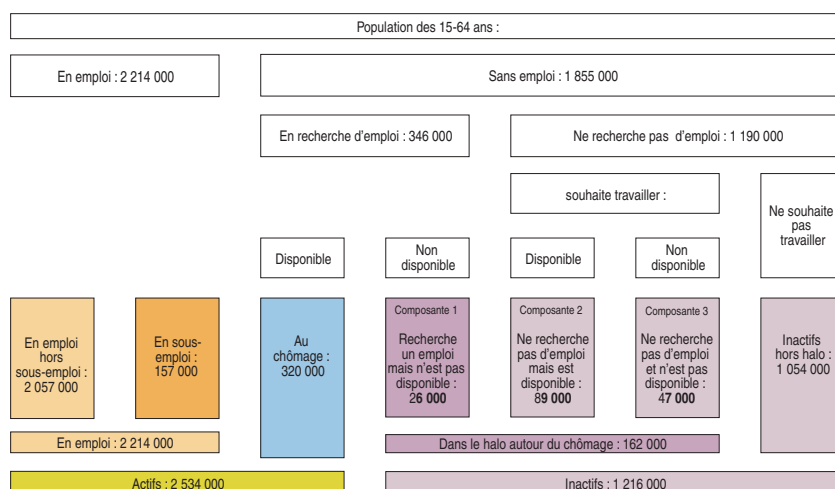 Population des 15-64 ans :
En emploi : 2 214 000
Sans emploi : 1 855 000
En recherche d'emploi : 346 000
Ne recherche pas d'emploi : 1 190 000
souhaite travailler :
Ne souhaite
pas
travailler
Disponible
Non
disponible
Disponible
Non
disponible
En emploi
hors
sous-emploi :
2 057 000
En sous-
emploi :
157 000
Au
chômage :
320 000
Composante 1
Recherche
un emploi
mais n'est pas
disponible :
26 000
Composante 2
Ne recherche
pas d'emploi
mais est
disponible :
89 000
Composante 3
Ne recherche
pas d'emploi
et n'est pas
disponible :
47 000
Inactifs
hors halo :
1 054 000
En emploi : 2 214 000
Dans le halo autour du chômage : 162 000
Actifs : 2 534 000
Inactifs : 1 216 000